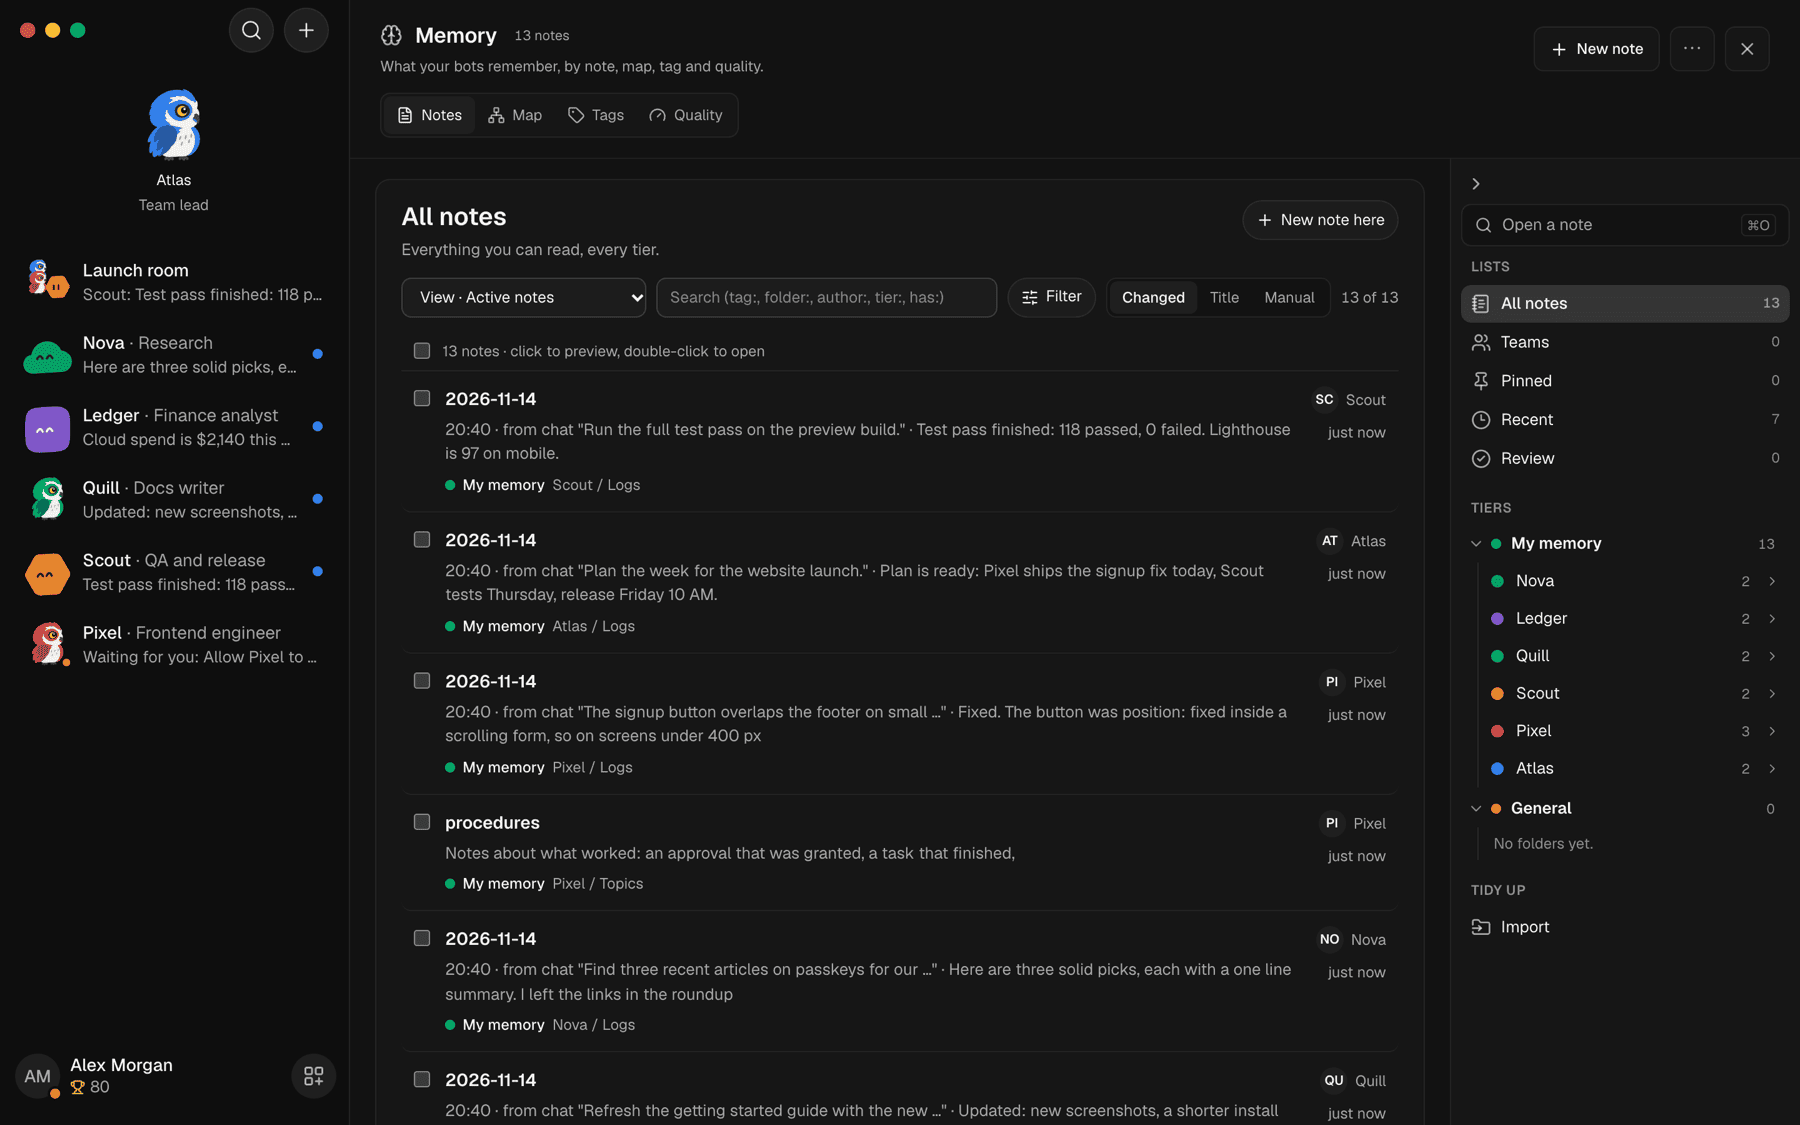 Atlas
Team lead
Launch room
Scout: Test pass finished: 118 p...
Nova · Research
Here are three solid picks, e...
Ledger · Finance analyst
Cloud spend is $2,140 this ...
Quill · Docs writer
Updated: new screenshots, ...
Scout · QA and release
Test pass finished: 118 pass...
Pixel · Frontend engineer
Waiting for you: Allow Pixel to ...
AM
Alex Morgan
80
Memory 13 notes
What your bots remember, by note, map, tag and quality.
New note
Notes Map Tags Quality
All notes
Everything you can read, every tier.
New note here
View · Active notes
Search (tag:, folder:, author:, tier:, has:)
Filter
Changed Title Manual
13 of 13
13 notes · click to preview, double-click to open
2026-11-14
SC Scout
20:40 · from chat "Run the full test pass on the preview build." · Test pass finished: 118 passed, 0 failed. Lighthouse
is 97 on mobile.
just now
My memory Scout / Logs
2026-11-14
AT Atlas
20:40 · from chat "Plan the week for the website launch." · Plan is ready: Pixel ships the signup fix today, Scout
tests Thursday, release Friday 10 AM.
just now
My memory Atlas / Logs
2026-11-14
PI Pixel
20:40 · from chat "The signup button overlaps the footer on small ..." · Fixed. The button was position: fixed inside a
scrolling form, so on screens under 400 px
just now
My memory Pixel / Logs
procedures
PI Pixel
Notes about what worked: an approval that was granted, a task that finished,
just now
My memory Pixel / Topics
2026-11-14
NO Nova
20:40 · from chat "Find three recent articles on passkeys for our ..." · Here are three solid picks, each with a one line
summary. I left the links in the roundup
just now
My memory Nova / Logs
2026-11-14
QU Quill
20:40 · from chat "Refresh the getting started guide with the new ..." · Updated: new screenshots, a shorter install
just now
Open a note ⌘O
LISTS
All notes 13
Teams 0
Pinned 0
Recent 7
Review 0
TIERS
My memory 13
Nova 2
Ledger 2
Quill 2
Scout 2
Pixel 3
Atlas 2
General 0
No folders yet.
TIDY UP
Import